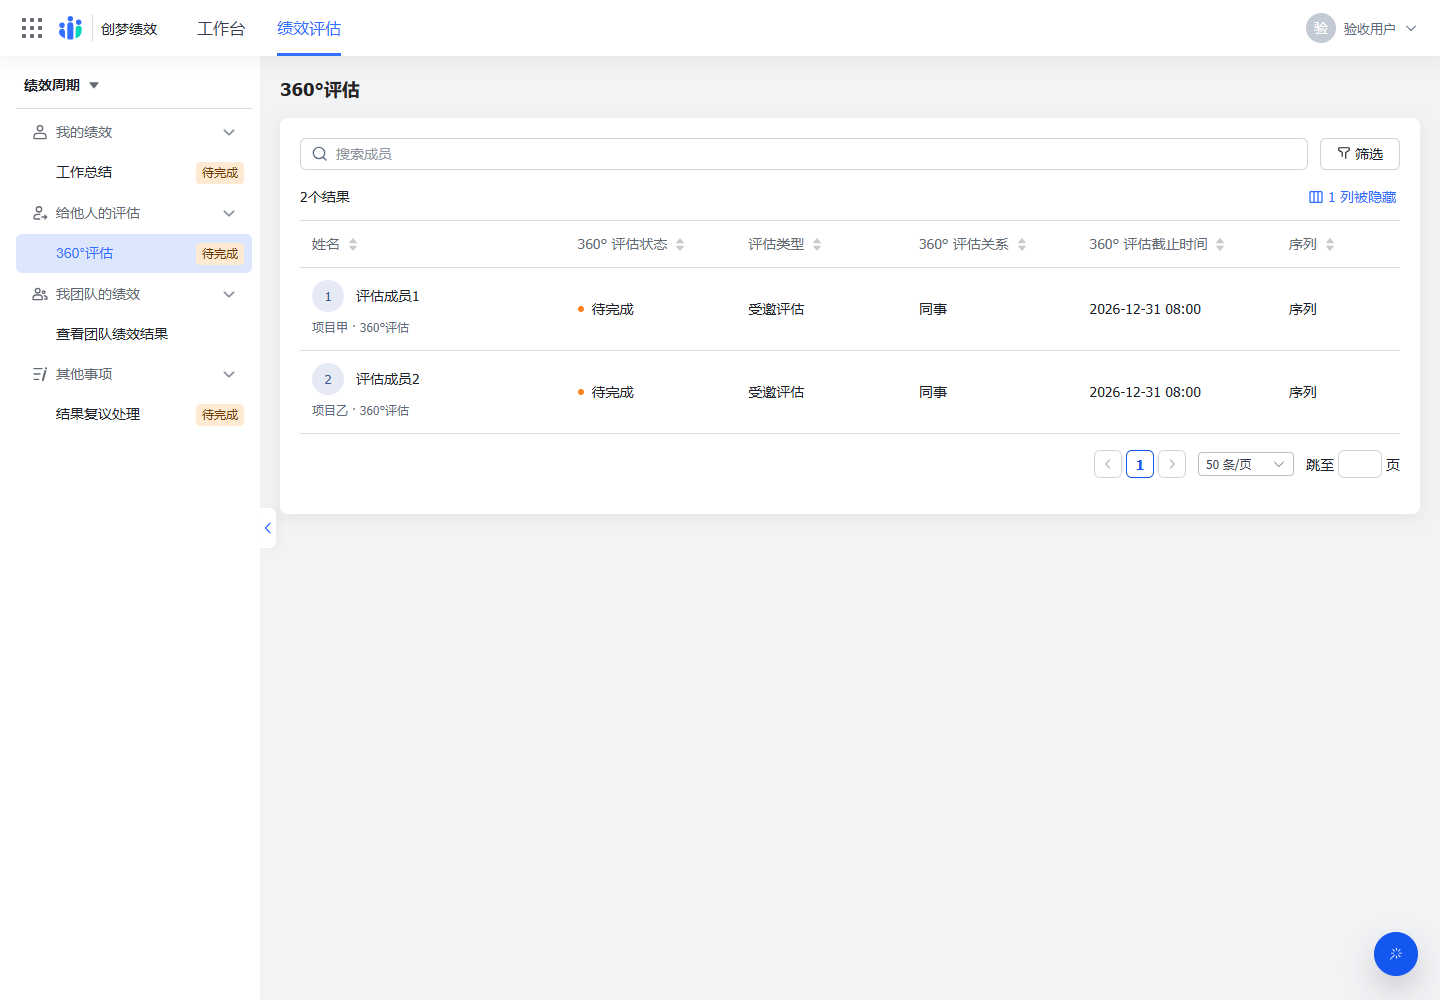 创梦绩效
工作台
绩效评估
验
验收用户
绩效周期
我的绩效
工作总结
待完成
给他人的评估
360°评估
待完成
我团队的绩效
查看团队绩效结果
其他事项
结果复议处理
待完成
360°评估
搜索成员
筛选
2个结果
1 列被隐藏
姓名
360° 评估状态
评估类型
360° 评估关系
360° 评估截止时间
序列
1
评估成员1
项目甲 · 360°评估
待完成
受邀评估
同事
2026-12-31 08:00
序列
2
评估成员2
项目乙 · 360°评估
待完成
受邀评估
同事
2026-12-31 08:00
序列
1
50 条/页
跳至
页